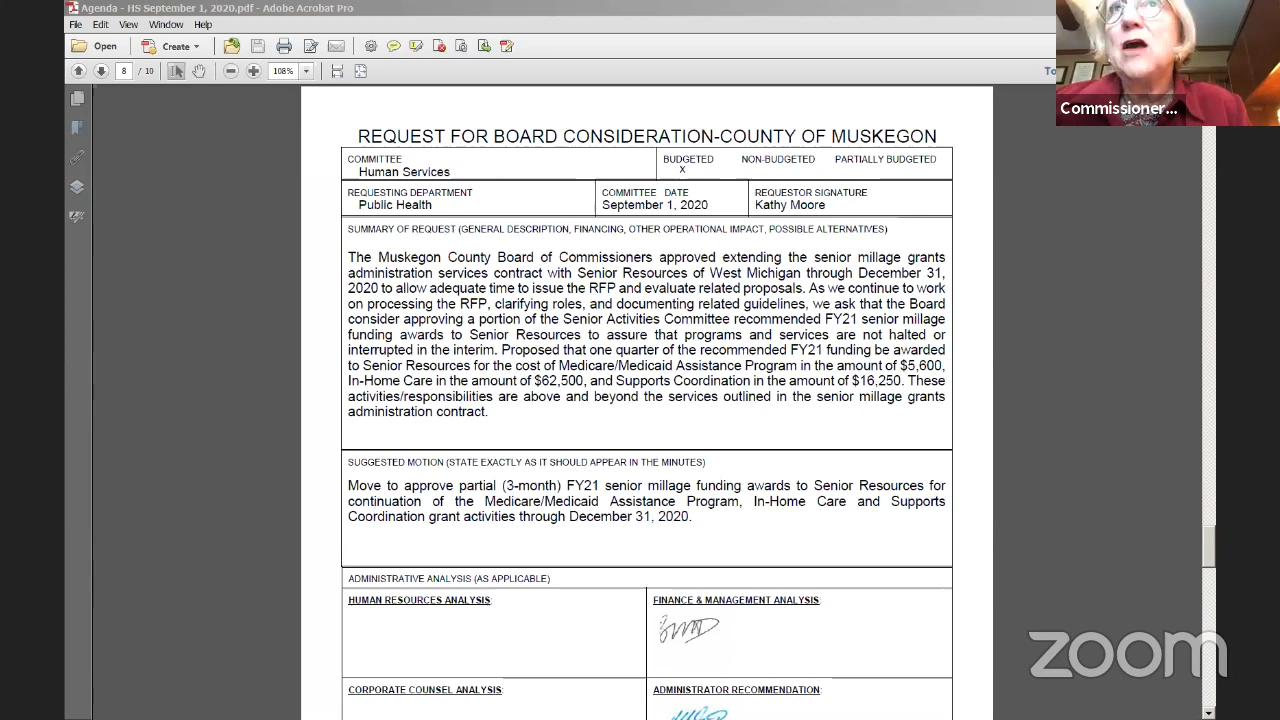 Agenda - HS September 1, 2020.pdf - Adobe Acrobat Pro
File Edit View Window Help
Open Create
8 / 10 108% To
Commissioner...
REQUEST FOR BOARD CONSIDERATION-COUNTY OF MUSKEGON
COMMITTEE
Human Services
BUDGETED NON-BUDGETED PARTIALLY BUDGETED
X
REQUESTING DEPARTMENT
Public Health
COMMITTEE DATE
September 1, 2020
REQUESTOR SIGNATURE
Kathy Moore
SUMMARY OF REQUEST (GENERAL DESCRIPTION, FINANCING, OTHER OPERATIONAL IMPACT, POSSIBLE ALTERNATIVES)
The Muskegon County Board of Commissioners approved extending the senior millage grants
administration services contract with Senior Resources of West Michigan through December 31,
2020 to allow adequate time to issue the RFP and evaluate related proposals. As we continue to work
on processing the RFP, clarifying roles, and documenting related guidelines, we ask that the Board
consider approving a portion of the Senior Activities Committee recommended FY21 senior millage
funding awards to Senior Resources to assure that programs and services are not halted or
interrupted in the interim. Proposed that one quarter of the recommended FY21 funding be awarded
to Senior Resources for the cost of Medicare/Medicaid Assistance Program in the amount of $5,600,
In-Home Care in the amount of $62,500, and Supports Coordination in the amount of $16,250. These
activities/responsibilities are above and beyond the services outlined in the senior millage grants
administration contract.
SUGGESTED MOTION (STATE EXACTLY AS IT SHOULD APPEAR IN THE MINUTES)
Move to approve partial (3-month) FY21 senior millage funding awards to Senior Resources for
continuation of the Medicare/Medicaid Assistance Program, In-Home Care and Supports
Coordination grant activities through December 31, 2020.
ADMINISTRATIVE ANALYSIS (AS APPLICABLE)
HUMAN RESOURCES ANALYSIS:
FINANCE & MANAGEMENT ANALYSIS:
CORPORATE COUNSEL ANALYSIS:
ADMINISTRATOR RECOMMENDATION:
zoom